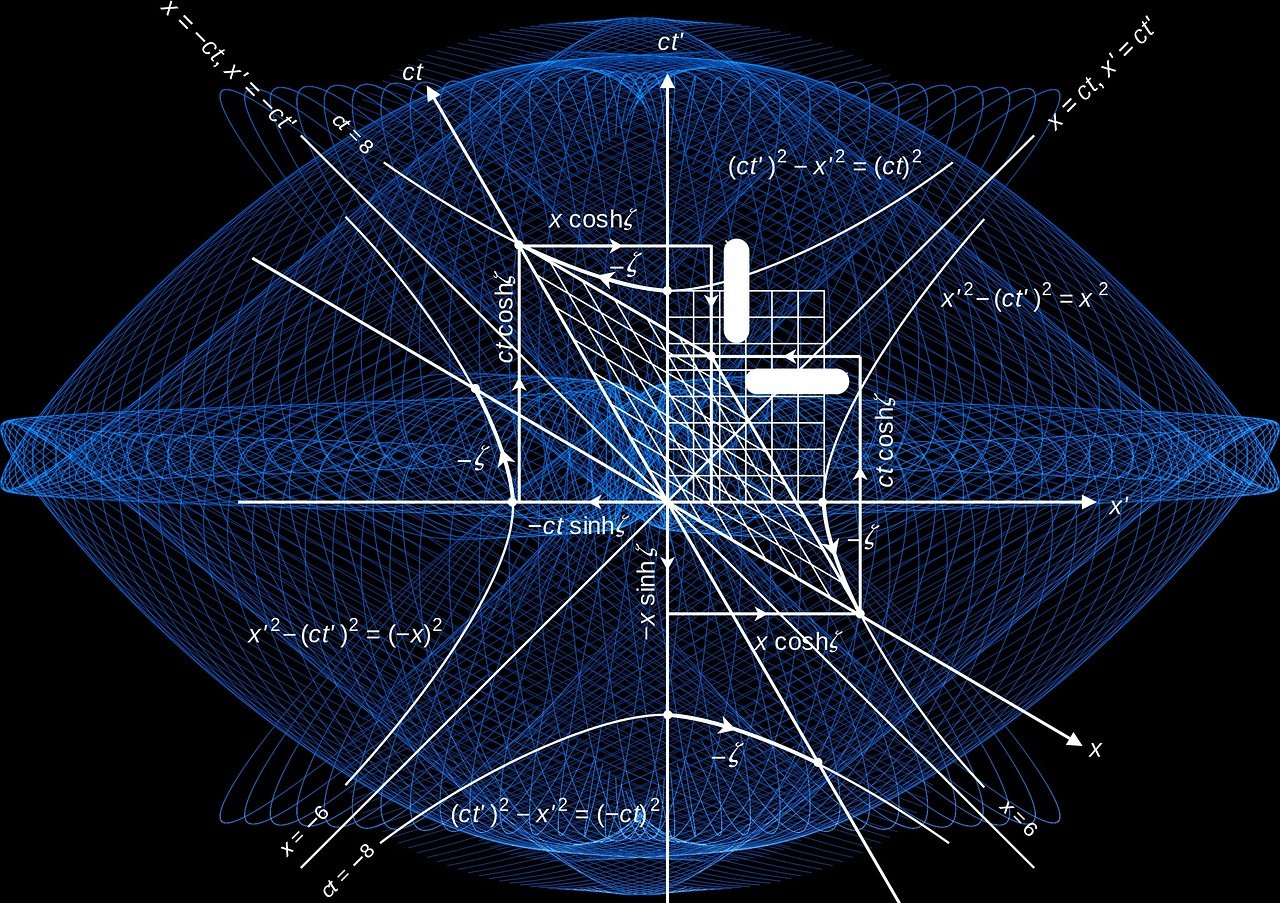 x = −ct, x′ = −ct′
ct′
x = ct, x′ = ct′
ct
ct = 8
(ct′)² − x′² = (ct)²
x coshζ
−ζ
ct coshζ
x′² − (ct′)² = x²
ct coshζ
−ζ
−ct sinhζ
x′
−ζ
−x sinhζ
x′² − (ct′)² = (−x)²
x coshζ
x
−ζ
(ct′)² − x′² = (−ct)²
x = −6
ct = −8
x = 6